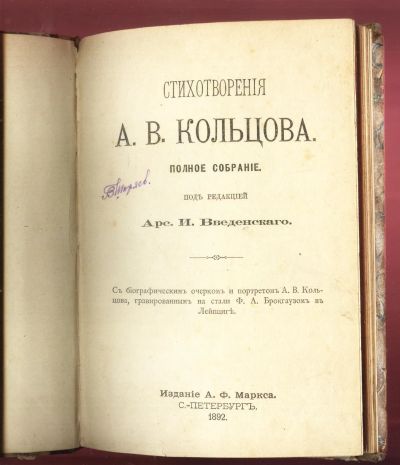 СТИХОТВОРЕНІЯ
А. В. КОЛЬЦОВА.
ПОЛНОЕ СОБРАНІЕ.
ПОДЪ РЕДАКЦІЕЙ
Арс. И. Введенскаго.
Съ біографическимъ очеркомъ и портретомъ А. В. Коль-
цова, гравированнымъ на стали Ф. А. Брокгаузомъ въ
Лейпцигѣ.
Изданіе А. Ф. Маркса.
С.-ПЕТЕРБУРГЪ.
1892.